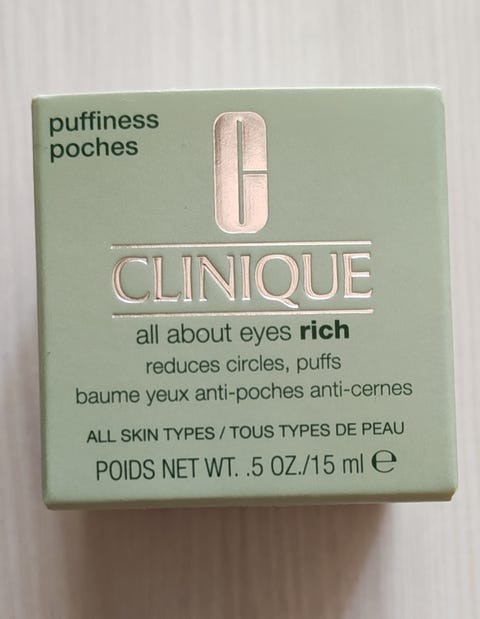 puffiness
poches
C
CLINIQUE
all about eyes rich
reduces circles, puffs
baume yeux anti-poches anti-cernes
ALL SKIN TYPES / TOUS TYPES DE PEAU
POIDS NET WT. .5 OZ./15 ml ℮